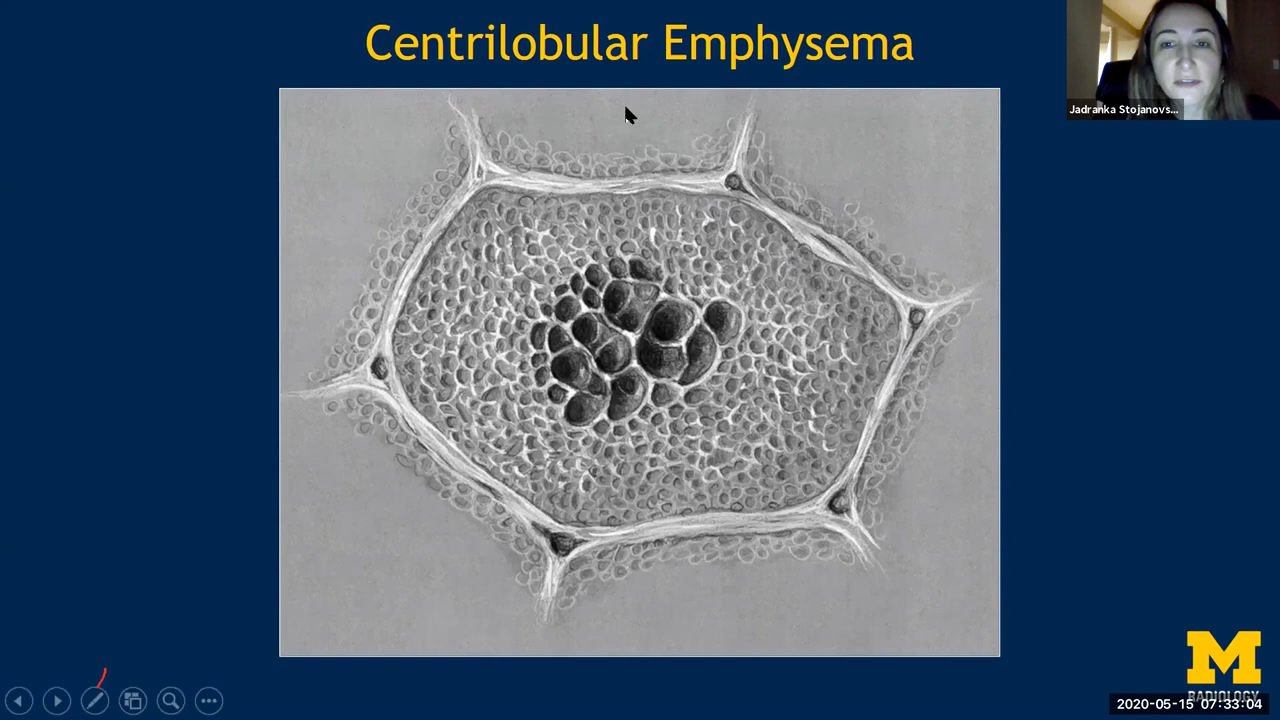 Centrilobular Emphysema
Jadranka Stojanovs...
M
RADIOLOGY
2020-05-15 07:33:04